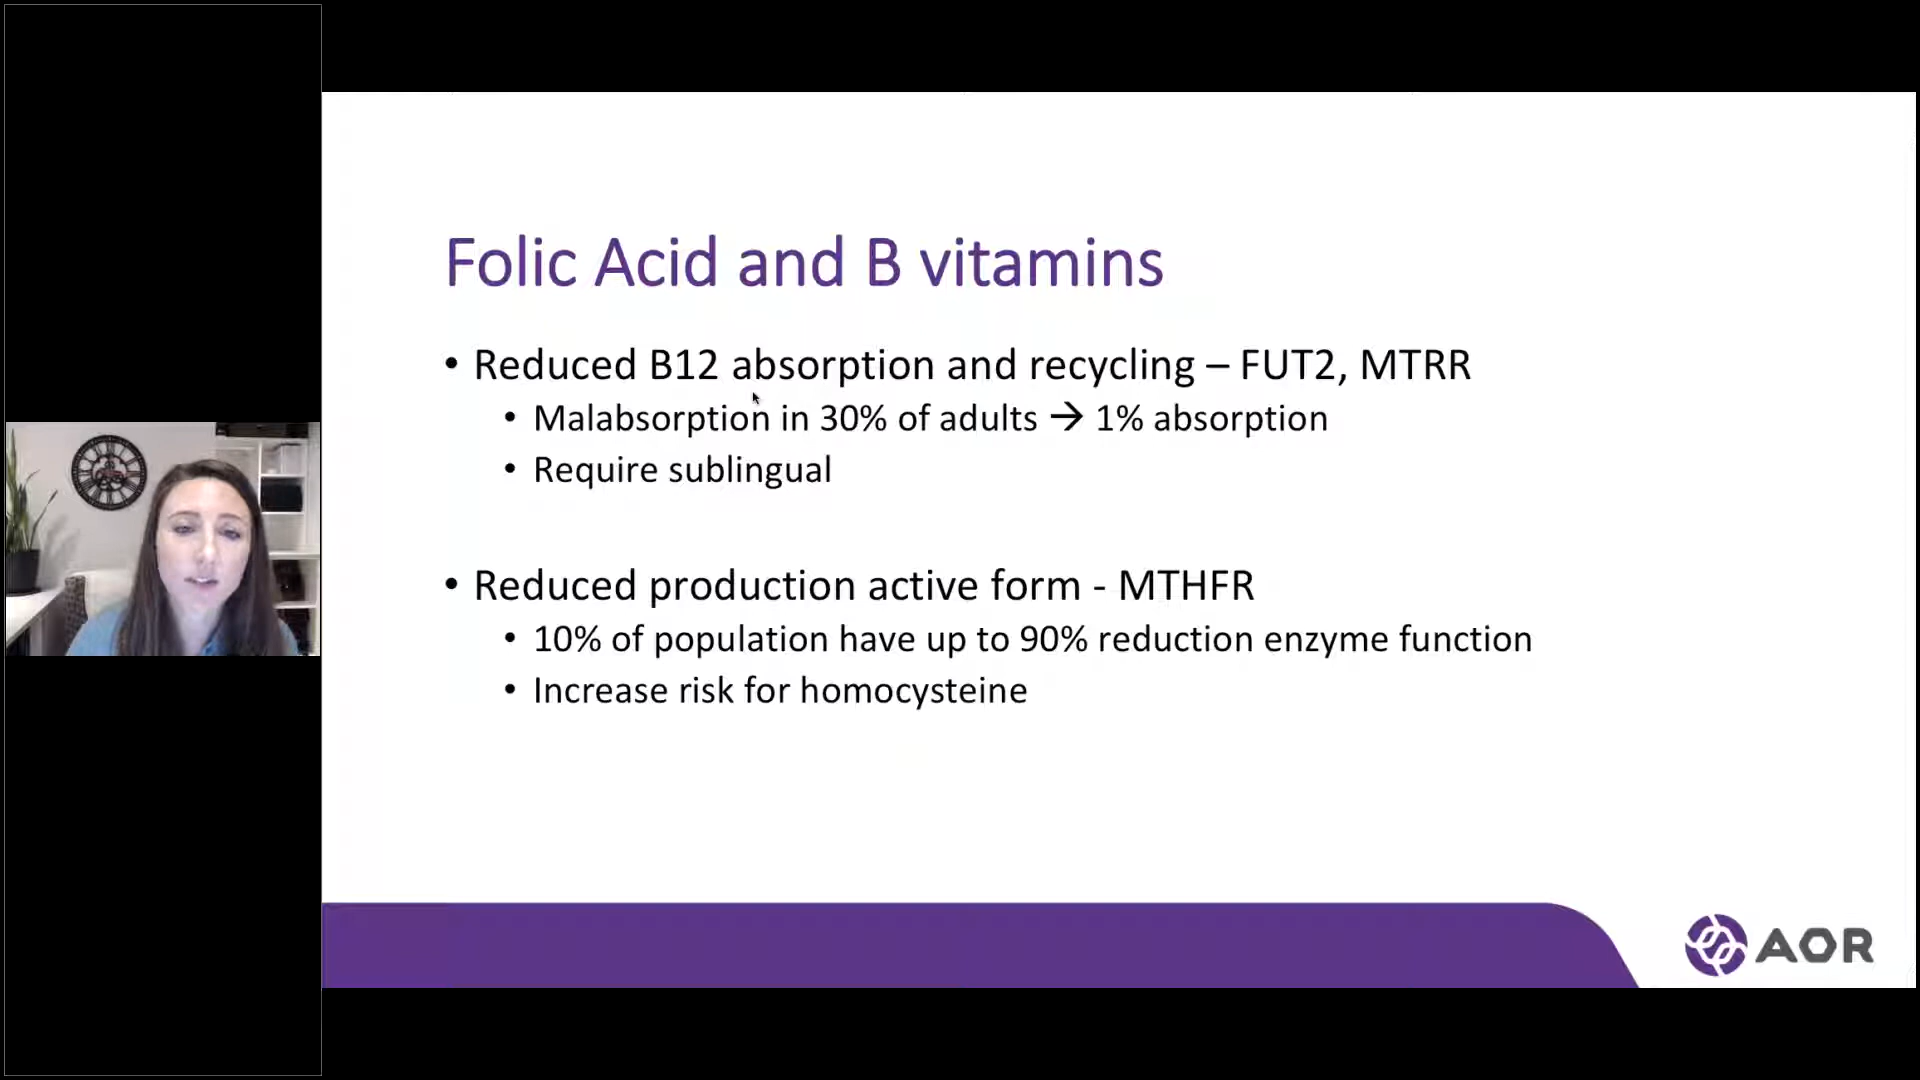 Folic Acid and B vitamins
• Reduced B12 absorption and recycling – FUT2, MTRR
• Malabsorption in 30% of adults → 1% absorption
• Require sublingual
• Reduced production active form - MTHFR
• 10% of population have up to 90% reduction enzyme function
• Increase risk for homocysteine
AOR